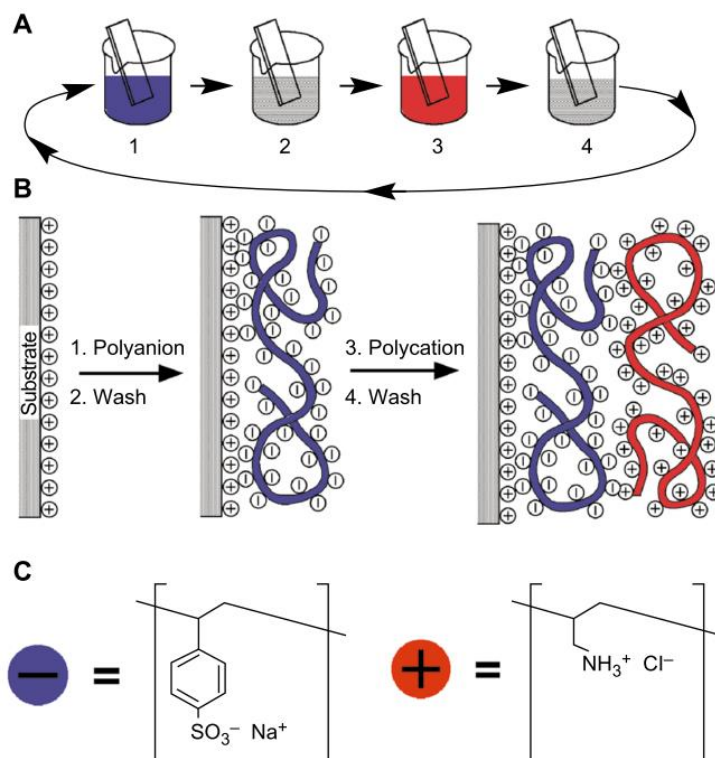 A
1 2 3 4
B
Substrate
1. Polyanion
2. Wash
3. Polycation
4. Wash
C
− =
SO₃⁻ Na⁺
+ =
NH₃⁺ Cl⁻